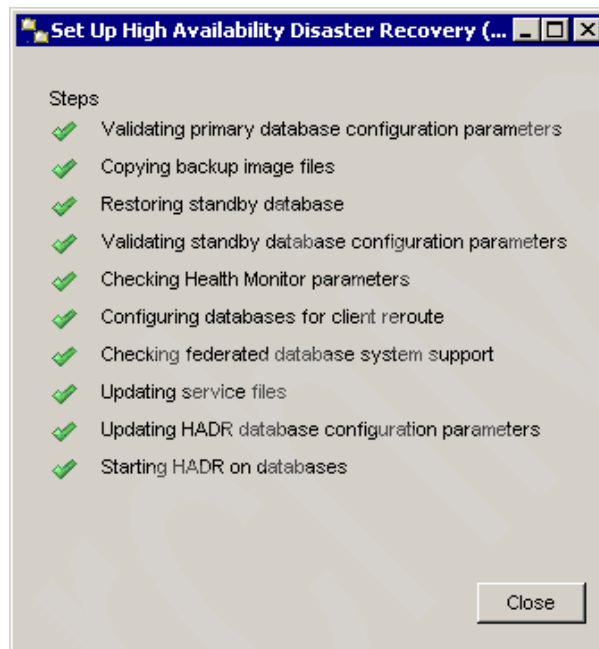 Set Up High Availability Disaster Recovery (...
Steps
Validating primary database configuration parameters
Copying backup image files
Restoring standby database
Validating standby database configuration parameters
Checking Health Monitor parameters
Configuring databases for client reroute
Checking federated database system support
Updating service files
Updating HADR database configuration parameters
Starting HADR on databases
Close